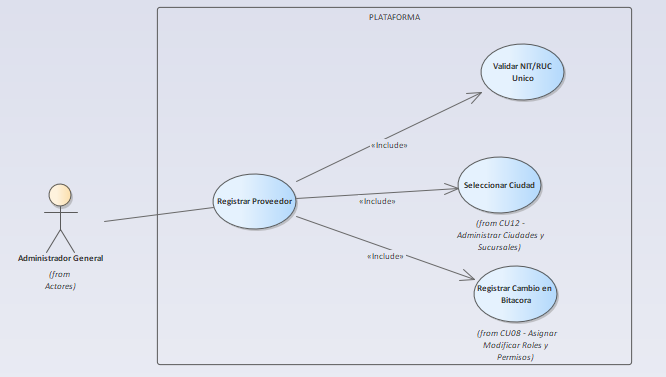 PLATAFORMA
Validar NIT/RUC
Unico
«Include»
Seleccionar Ciudad
Registrar Proveedor
«Include»
(from CU12 -
Administrar Ciudades y
Sucursales)
«Include»
Administrador General
(from
Actores)
Registrar Cambio en
Bitacora
(from CU08 - Asignar
Modificar Roles y
Permisos)